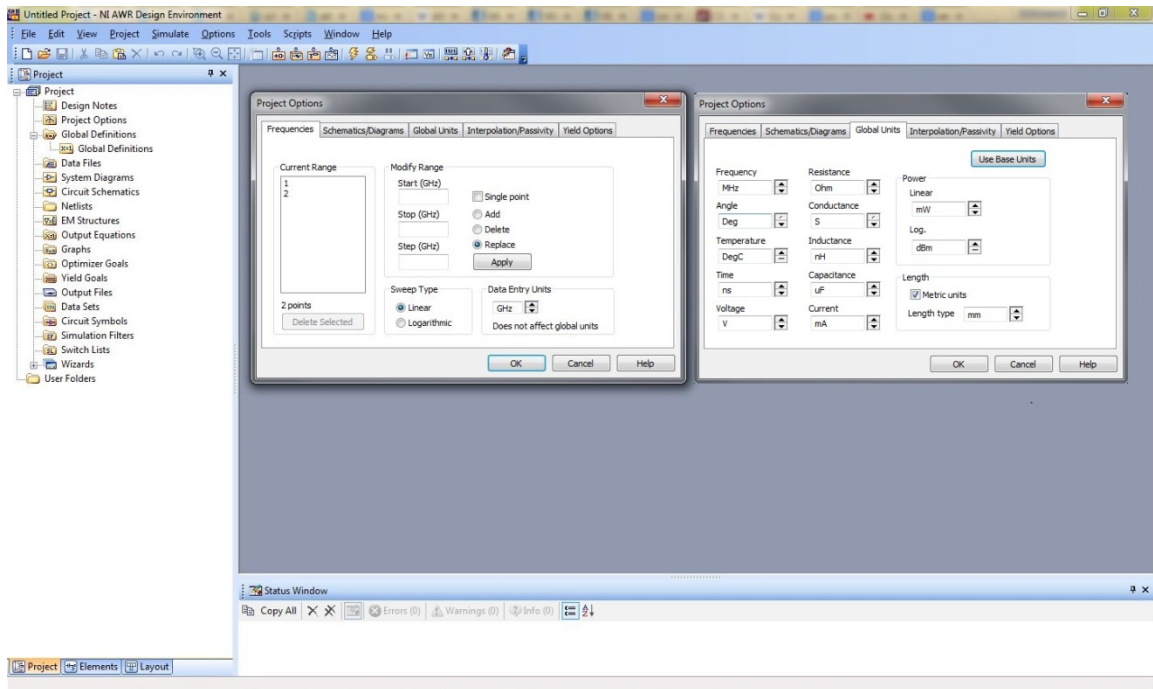 Untitled Project - NI AWR Design Environment
File Edit View Project Simulate Options Tools Scripts Window Help
Project
Project
Design Notes
Project Options
Global Definitions
Global Definitions
Data Files
System Diagrams
Circuit Schematics
Netlists
EM Structures
Output Equations
Graphs
Optimizer Goals
Yield Goals
Output Files
Data Sets
Circuit Symbols
Simulation Filters
Switch Lists
Wizards
User Folders
Project Elements Layout
Project Options
Frequencies Schematics/Diagrams Global Units Interpolation/Passivity Yield Options
Current Range
1
2
2 points
Delete Selected
Modify Range
Start (GHz)
Single point
Stop (GHz)
Add
Delete
Step (GHz)
Replace
Apply
Sweep Type
Linear
Logarithmic
Data Entry Units
GHz
Does not affect global units
OK Cancel Help
Project Options
Frequencies Schematics/Diagrams Global Units Interpolation/Passivity Yield Options
Use Base Units
Frequency
MHz
Angle
Deg
Temperature
DegC
Time
ns
Voltage
V
Resistance
Ohm
Conductance
S
Inductance
nH
Capacitance
uF
Current
mA
Power
Linear
mW
Log.
dBm
Length
Metric units
Length type mm
OK Cancel Help
Status Window
Copy All Errors (0) Warnings (0) Info (0)